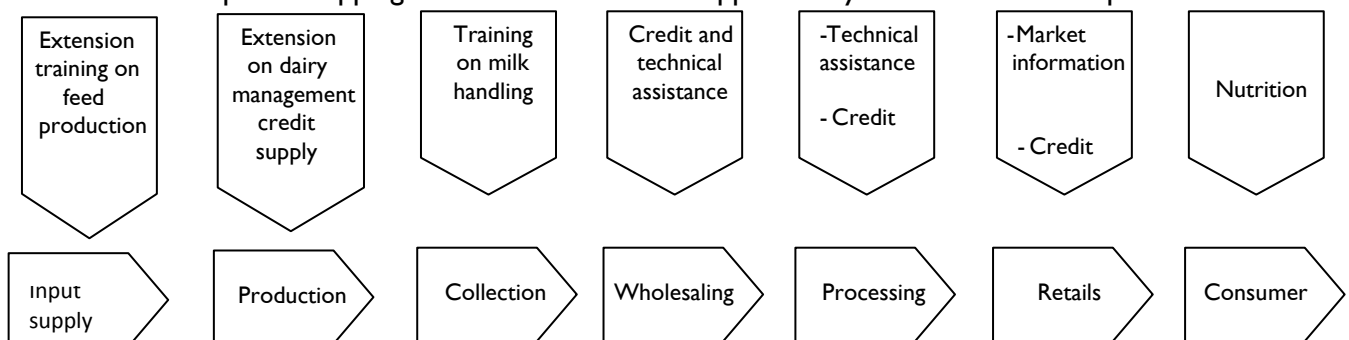 Extension
training on
feed
production
Extension
on dairy
management
credit
supply
Training
on milk
handling
Credit and
technical
assistance
-Technical
assistance
- Credit
-Market
information
- Credit
Nutrition
Input
supply
Production
Collection
Wholesaling
Processing
Retails
Consumer